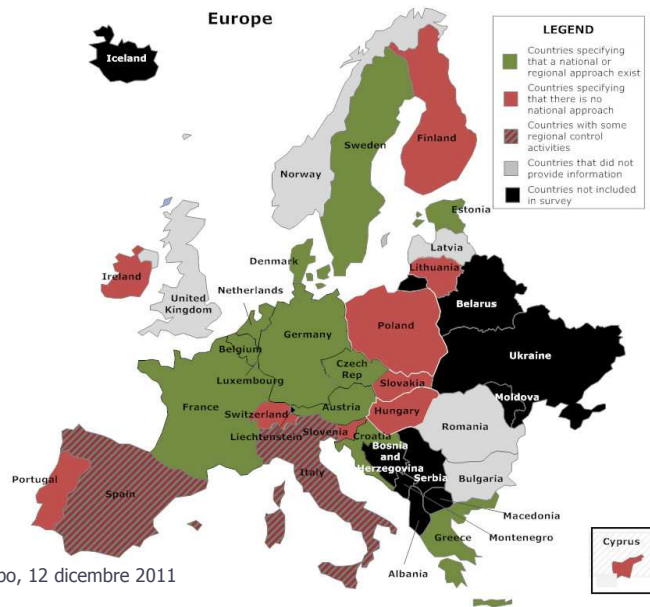 Europe
LEGEND
Countries specifying
that a national or
regional approach exist
Countries specifying
that there is no
national approach
Countries with some
regional control
activities
Countries that did not
provide information
Countries not included
in survey
Iceland
Finland
Sweden
Norway
Estonia
Latvia
Lithuania
Denmark
Ireland
United
Kingdom
Netherlands
Belarus
Poland
Germany
Belgium
Ukraine
Czech
Rep
Luxembourg
Slovakia
Moldova
France
Austria
Hungary
Switzerland
Romania
Liechtenstein
Slovenia
Croatia
Bosnia
and
Herzegovina
Serbia
Italy
Bulgaria
Portugal
Spain
Macedonia
Montenegro
Greece
Albania
Cyprus
po, 12 dicembre 2011